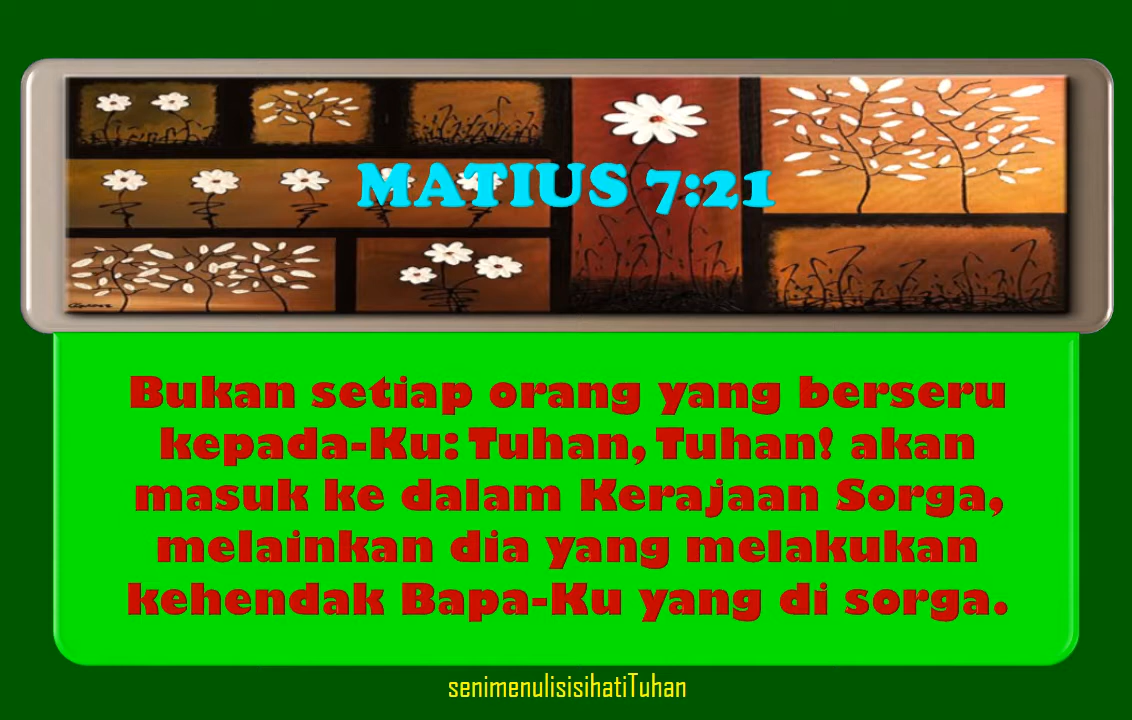 MATIUS 7:21
Bukan setiap orang yang berseru
kepada-Ku: Tuhan, Tuhan! akan
masuk ke dalam Kerajaan Sorga,
melainkan dia yang melakukan
kehendak Bapa-Ku yang di sorga.
senimenulisisihatiTuhan